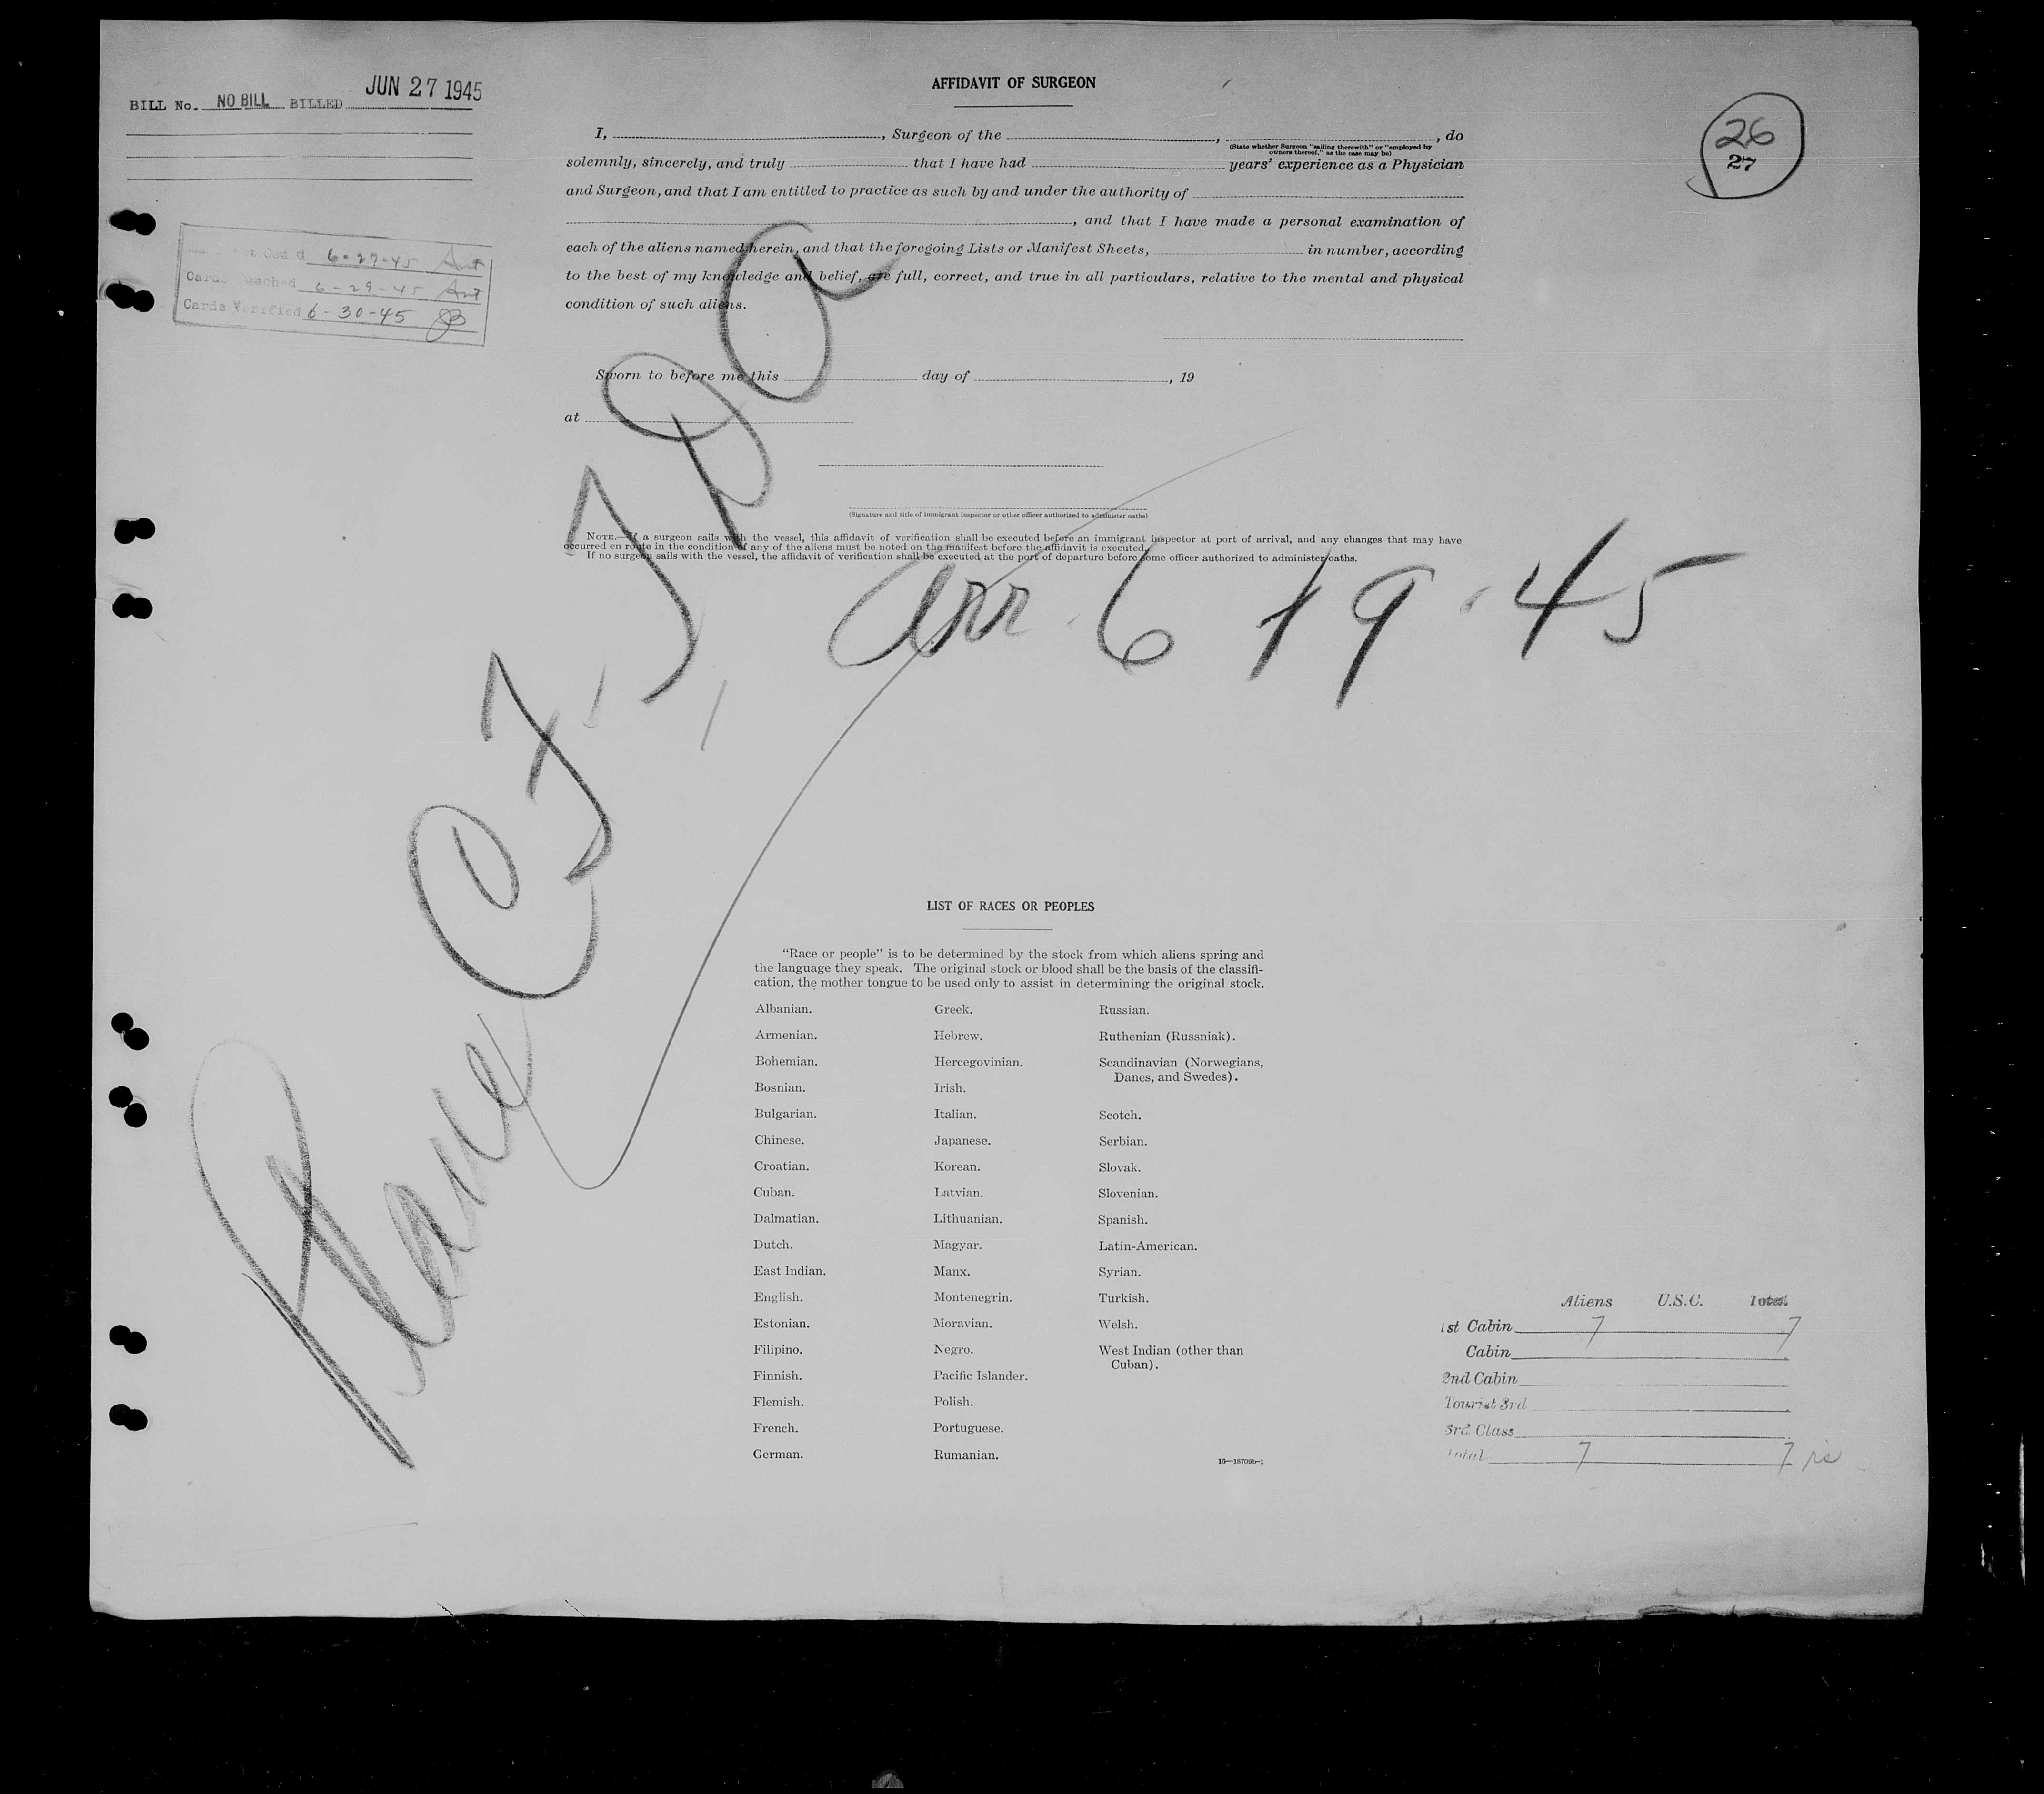 BILL No. NO BILL BILLED JUN 27 1945
26
27
AFFIDAVIT OF SURGEON
I, , Surgeon of the , , do
(State whether Surgeon "sailing therewith" or "employed by
owners thereof," as the case may be)
solemnly, sincerely, and truly that I have had years' experience as a Physician
and Surgeon, and that I am entitled to practice as such by and under the authority of
, and that I have made a personal examination of
each of the aliens named herein, and that the foregoing Lists or Manifest Sheets, in number, according
to the best of my knowledge and belief, are full, correct, and true in all particulars, relative to the mental and physical
condition of such aliens.
6-27-45
Cards 6-29-45
Cards Verified 6-30-45
Sworn to before me this day of , 19
at
(Signature and title of immigrant inspector or other officer authorized to administer oaths)
NOTE.—If a surgeon sails with the vessel, this affidavit of verification shall be executed before an immigrant inspector at port of arrival, and any changes that may have
occurred en route in the condition of any of the aliens must be noted on the manifest before the affidavit is executed.
If no surgeon sails with the vessel, the affidavit of verification shall be executed at the port of departure before some officer authorized to administer oaths.
Plane CF-TDA
arr 6-19-45
LIST OF RACES OR PEOPLES
"Race or people" is to be determined by the stock from which aliens spring and
the language they speak. The original stock or blood shall be the basis of the classifi-
cation, the mother tongue to be used only to assist in determining the original stock.
Albanian.
Armenian.
Bohemian.
Bosnian.
Bulgarian.
Chinese.
Croatian.
Cuban.
Dalmatian.
Dutch.
East Indian.
English.
Estonian.
Filipino.
Finnish.
Flemish.
French.
German.
Greek.
Hebrew.
Hercegovinian.
Irish.
Italian.
Japanese.
Korean.
Latvian.
Lithuanian.
Magyar.
Manx.
Montenegrin.
Moravian.
Negro.
Pacific Islander.
Polish.
Portuguese.
Rumanian.
Russian.
Ruthenian (Russniak).
Scandinavian (Norwegians,
Danes, and Swedes).
Scotch.
Serbian.
Slovak.
Slovenian.
Spanish.
Latin-American.
Syrian.
Turkish.
Welsh.
West Indian (other than
Cuban).
16—18709b-1
Aliens U.S.C. Total
1st Cabin 7 7
Cabin
2nd Cabin
Tourist 3rd
3rd Class
Total 7 7